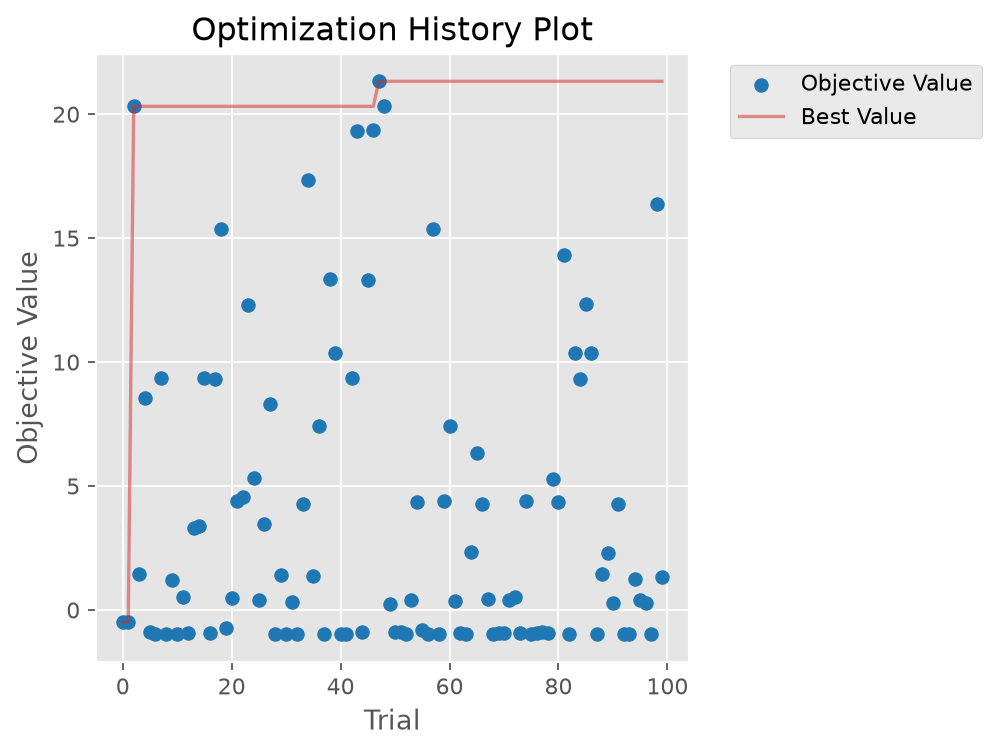 Optimization History Plot
Objective Value
Best Value
Objective Value
20
15
10
5
0
0 20 40 60 80 100
Trial